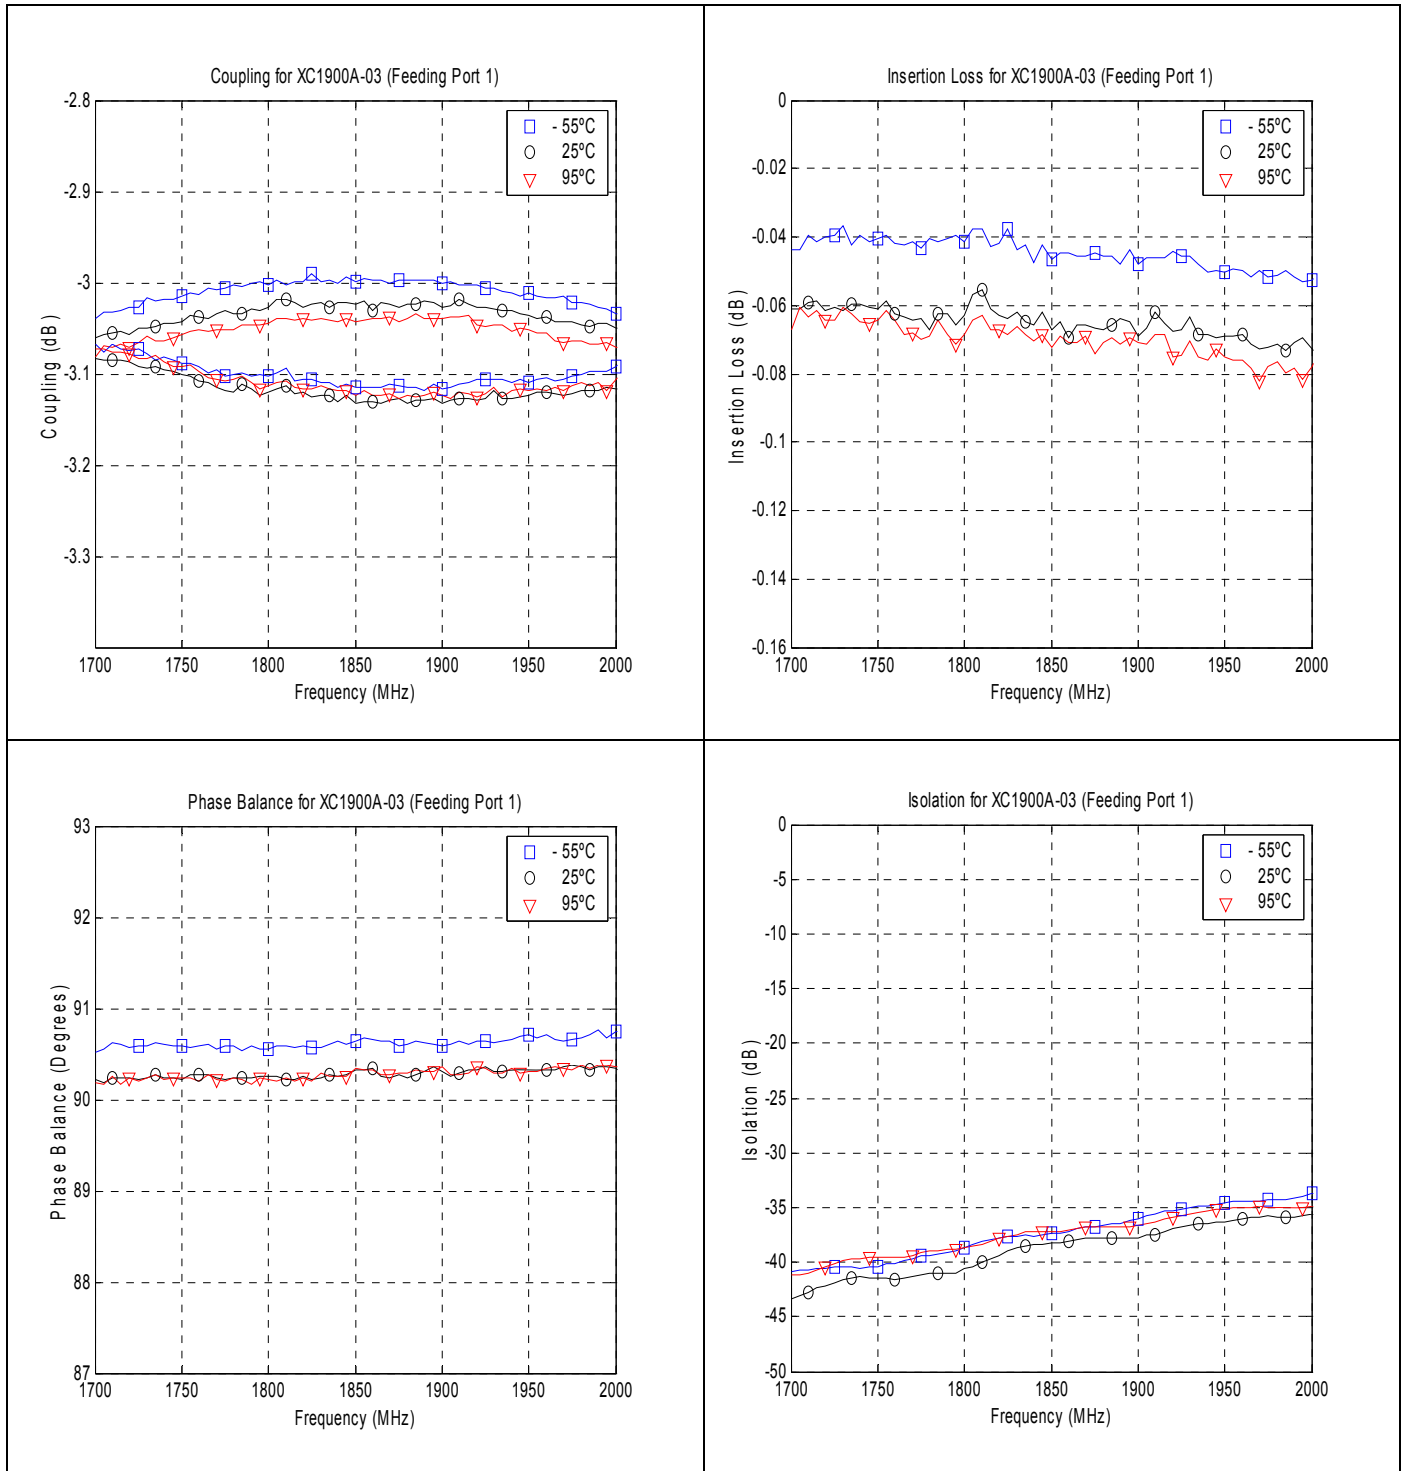 Coupling for XC1900A-03 (Feeding Port 1)
-2.8
-2.9
-3
-3.1
-3.2
-3.3
Coupling (dB)
- 55ºC
25ºC
95ºC
1700 1750 1800 1850 1900 1950 2000
Frequency (MHz)
Insertion Loss for XC1900A-03 (Feeding Port 1)
0
-0.02
-0.04
-0.06
-0.08
-0.1
-0.12
-0.14
-0.16
Insertion Loss (dB)
- 55ºC
25ºC
95ºC
1700 1750 1800 1850 1900 1950 2000
Frequency (MHz)
Phase Balance for XC1900A-03 (Feeding Port 1)
93
92
91
90
89
88
87
Phase Balance (Degrees)
- 55ºC
25ºC
95ºC
1700 1750 1800 1850 1900 1950 2000
Frequency (MHz)
Isolation for XC1900A-03 (Feeding Port 1)
0
-5
-10
-15
-20
-25
-30
-35
-40
-45
-50
Isolation (dB)
- 55ºC
25ºC
95ºC
1700 1750 1800 1850 1900 1950 2000
Frequency (MHz)